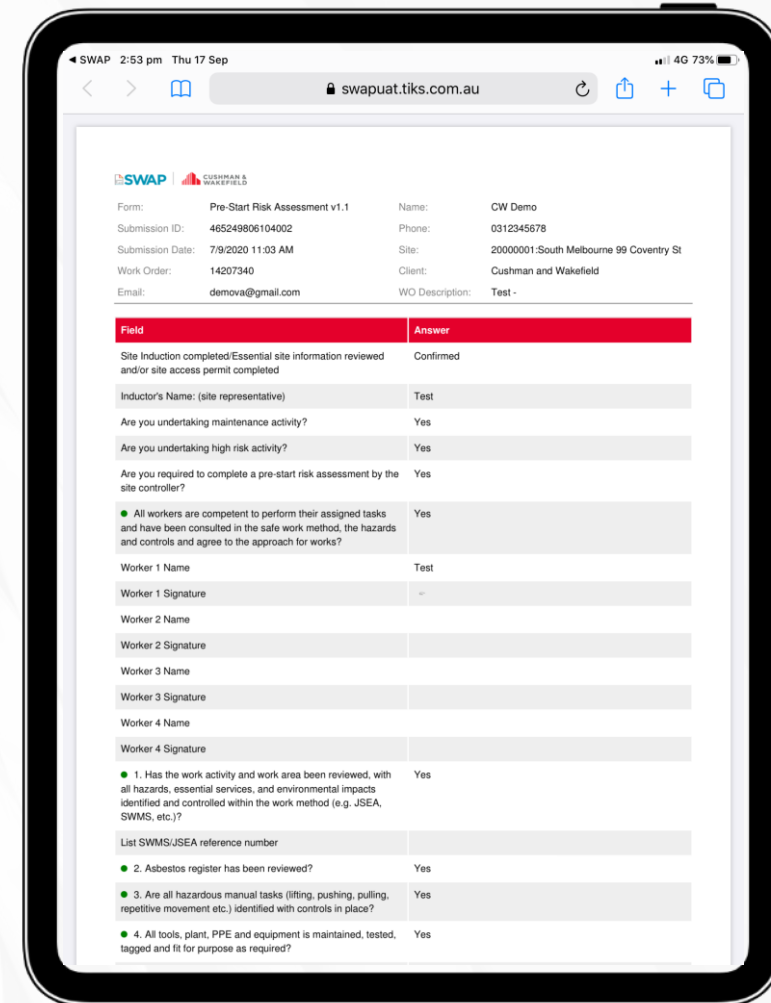 ◀ SWAP 2:53 pm Thu 17 Sep 4G 73%
swapuat.tiks.com.au
SWAP CUSHMAN &
WAKEFIELD
Form: Pre-Start Risk Assessment v1.1 Name: CW Demo
Submission ID: 465249806104002 Phone: 0312345678
Submission Date: 7/9/2020 11:03 AM Site: 20000001:South Melbourne 99 Coventry St
Work Order: 14207340 Client: Cushman and Wakefield
Email: demova@gmail.com WO Description: Test -
Field Answer
Site Induction completed/Essential site information reviewed Confirmed
and/or site access permit completed
Inductor's Name: (site representative) Test
Are you undertaking maintenance activity? Yes
Are you undertaking high risk activity? Yes
Are you required to complete a pre-start risk assessment by the Yes
site controller?
● All workers are competent to perform their assigned tasks Yes
and have been consulted in the safe work method, the hazards
and controls and agree to the approach for works?
Worker 1 Name Test
Worker 1 Signature
Worker 2 Name
Worker 2 Signature
Worker 3 Name
Worker 3 Signature
Worker 4 Name
Worker 4 Signature
● 1. Has the work activity and work area been reviewed, with Yes
all hazards, essential services, and environmental impacts
identified and controlled within the work method (e.g. JSEA,
SWMS, etc.)?
List SWMS/JSEA reference number
● 2. Asbestos register has been reviewed? Yes
● 3. Are all hazardous manual tasks (lifting, pushing, pulling, Yes
repetitive movement etc.) identified with controls in place?
● 4. All tools, plant, PPE and equipment is maintained, tested, Yes
tagged and fit for purpose as required?